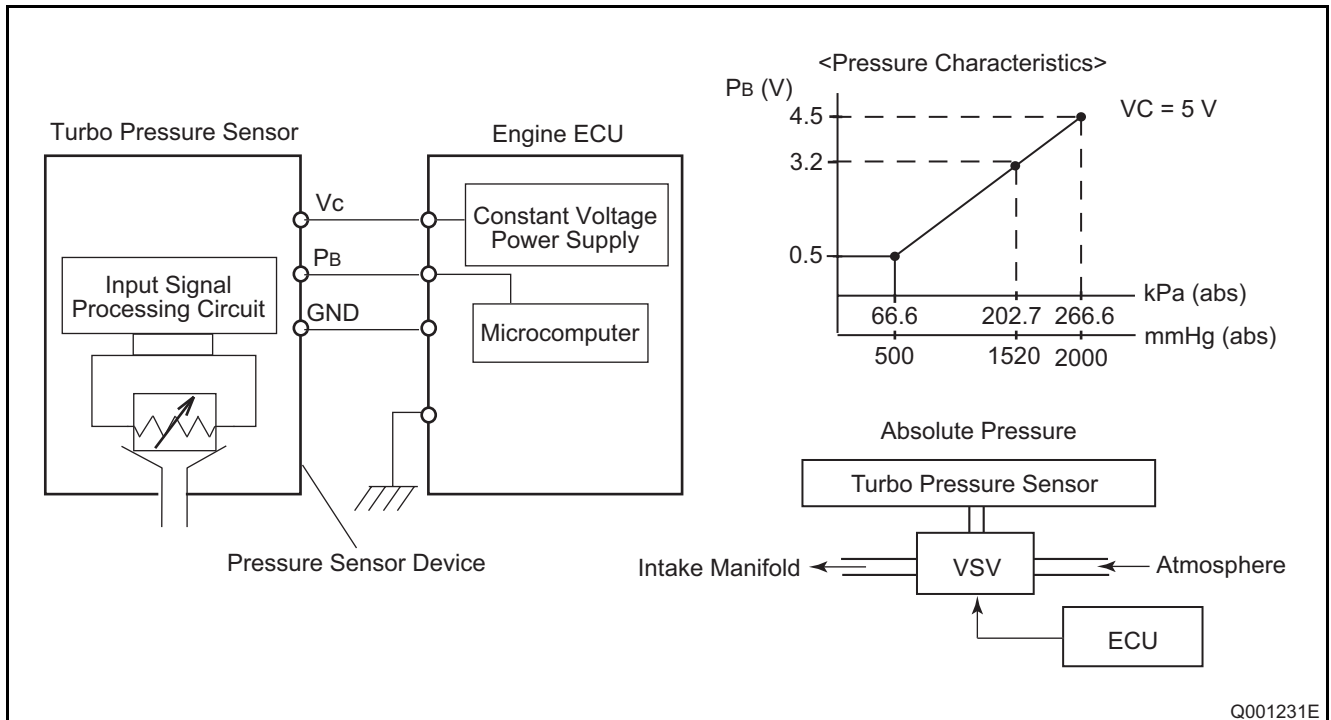 Turbo Pressure Sensor
Engine ECU
Vc
PB
GND
Constant Voltage
Power Supply
Input Signal
Processing Circuit
Microcomputer
Pressure Sensor Device
<Pressure Characteristics>
PB (V)
VC = 5 V
4.5
3.2
0.5
kPa (abs)
66.6 202.7 266.6
mmHg (abs)
500 1520 2000
Absolute Pressure
Turbo Pressure Sensor
Intake Manifold
VSV
Atmosphere
ECU
Q001231E